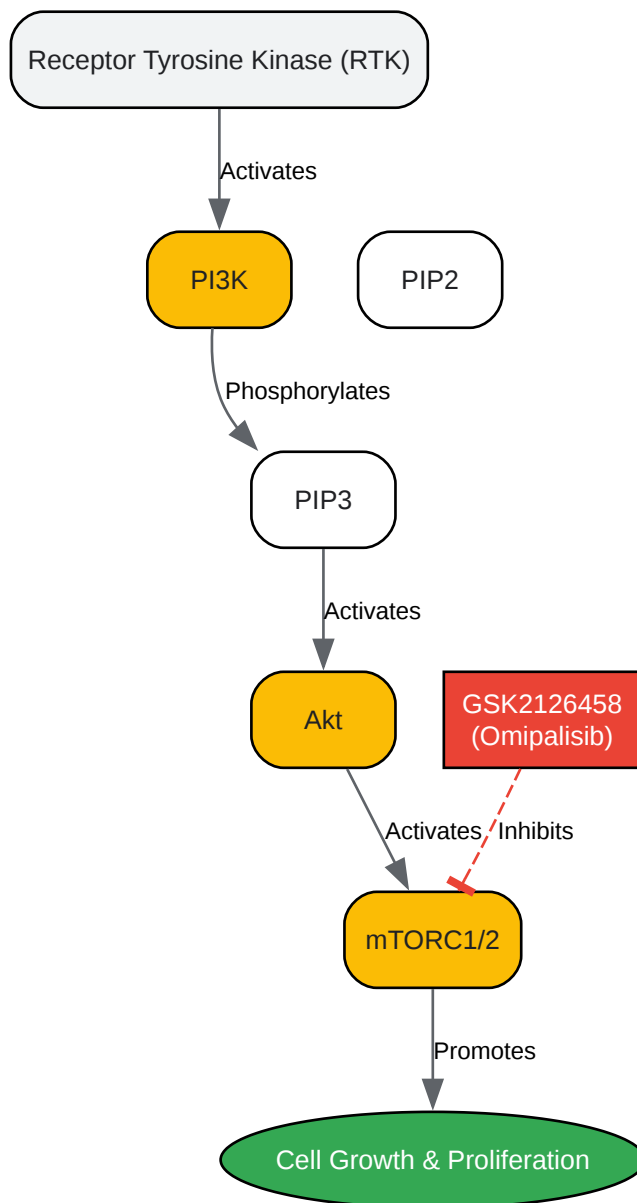 Receptor Tyrosine Kinase (RTK)
Activates
PI3K
PIP2
Phosphorylates
PIP3
Activates
Akt
GSK2126458
(Omipalisib)
Activates
Inhibits
mTORC1/2
Promotes
Cell Growth & Proliferation